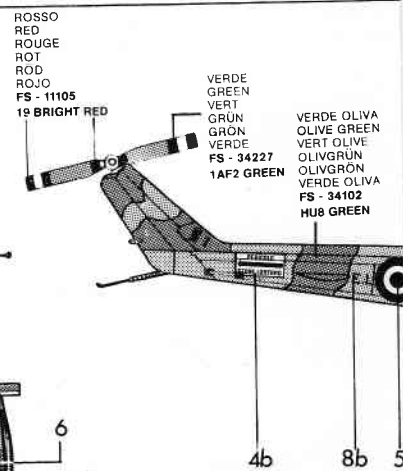 ROSSO
RED
ROUGE
ROT
RÖD
ROJO
FS - 11105
19 BRIGHT RED
VERDE
GREEN
VERT
GRÜN
GRÖN
VERDE
FS - 34227
1AF2 GREEN
VERDE OLIVA
OLIVE GREEN
VERT OLIVE
OLIVGRÜN
OLIVGRÖN
VERDE OLIVA
FS - 34102
HU8 GREEN
E.I.
6
4b
8b
5